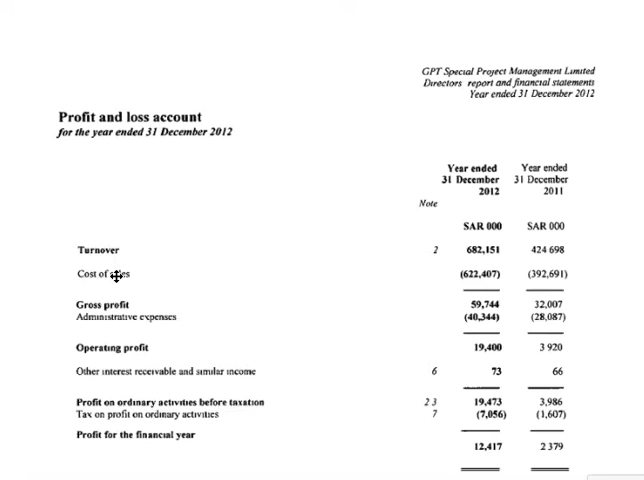 GPT Special Project Management Limited
Directors report and financial statements
Year ended 31 December 2012
Profit and loss account
for the year ended 31 December 2012
Year ended Year ended
31 December 31 December
2012 2011
Note
SAR 000 SAR 000
Turnover 2 682,151 424 698
Cost of sales (622,407) (392,691)
Gross profit 59,744 32,007
Administrative expenses (40,344) (28,087)
Operating profit 19,400 3 920
Other interest receivable and similar income 6 73 66
Profit on ordinary activities before taxation 2 3 19,473 3,986
Tax on profit on ordinary activities 7 (7,056) (1,607)
Profit for the financial year
12,417 2 379